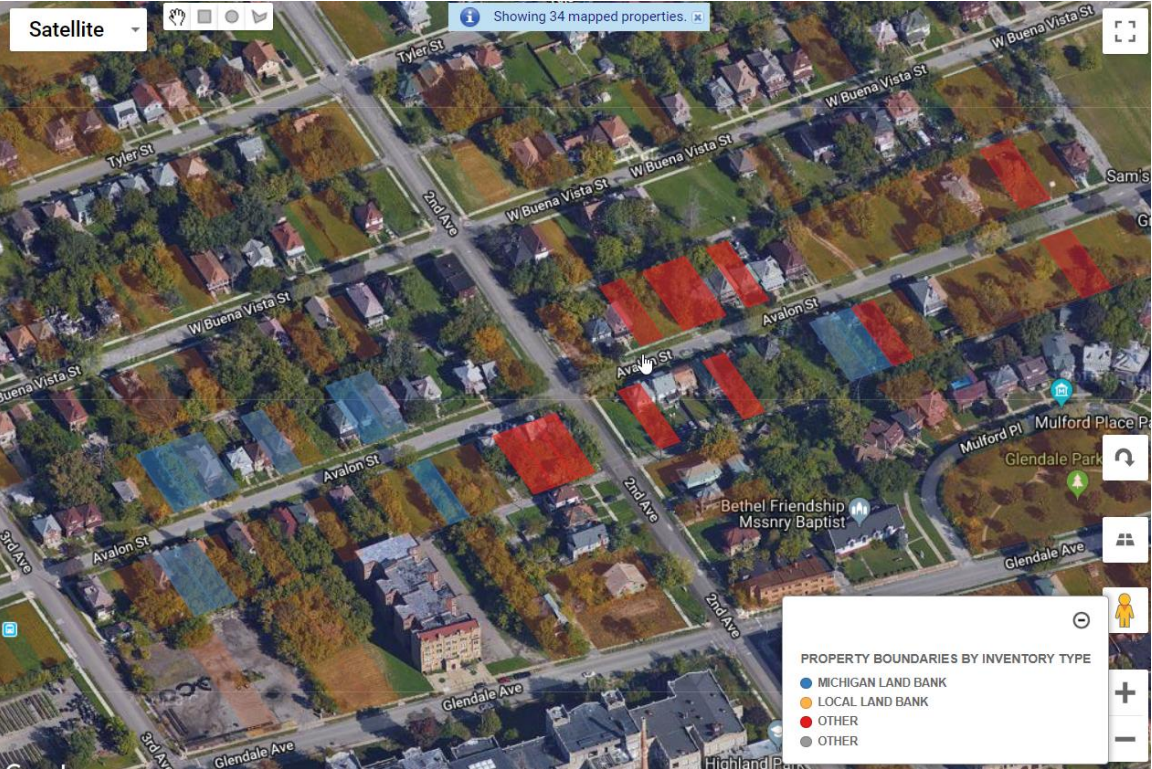 Satellite
Showing 34 mapped properties.
Tyler St
W Buena Vista St
W Buena Vista St
Tyler St
W Buena Vista St
W Buena Vista St
2nd Ave
Sam's
W Buena Vista St
Avalon St
Buena Vista St
Avalon St
Mulford Place Pa
Mulford Pl
Glendale Park
Avalon St
2nd Ave
Bethel Friendship
Mssnry Baptist
3rd Ave
Avalon St
Glendale Ave
2nd Ave
PROPERTY BOUNDARIES BY INVENTORY TYPE
MICHIGAN LAND BANK
LOCAL LAND BANK
OTHER
OTHER
Glendale Ave
3rd Ave
Glendale Ave
Highland Park